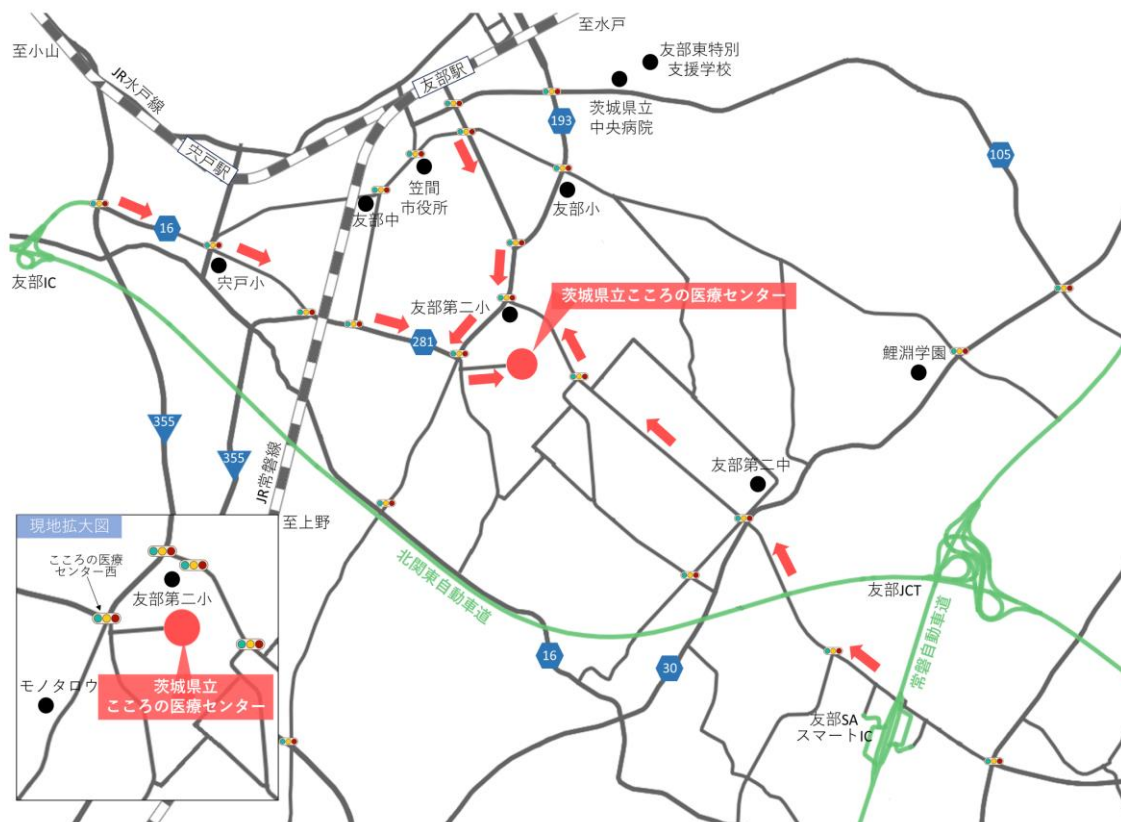 至小山
JR水戸線
宍戸駅
友部駅
至水戸
友部東特別
支援学校
茨城県立
中央病院
193
105
笠間
市役所
友部中
友部小
16
友部IC
宍戸小
友部第二小
茨城県立こころの医療センター
281
鯉淵学園
355
355
JR常磐線
友部第二中
至上野
北関東自動車道
友部JCT
常磐自動車道
16
30
友部SA
スマートIC
現地拡大図
こころの医療
センター西
友部第二小
モノタロウ
茨城県立
こころの医療センター